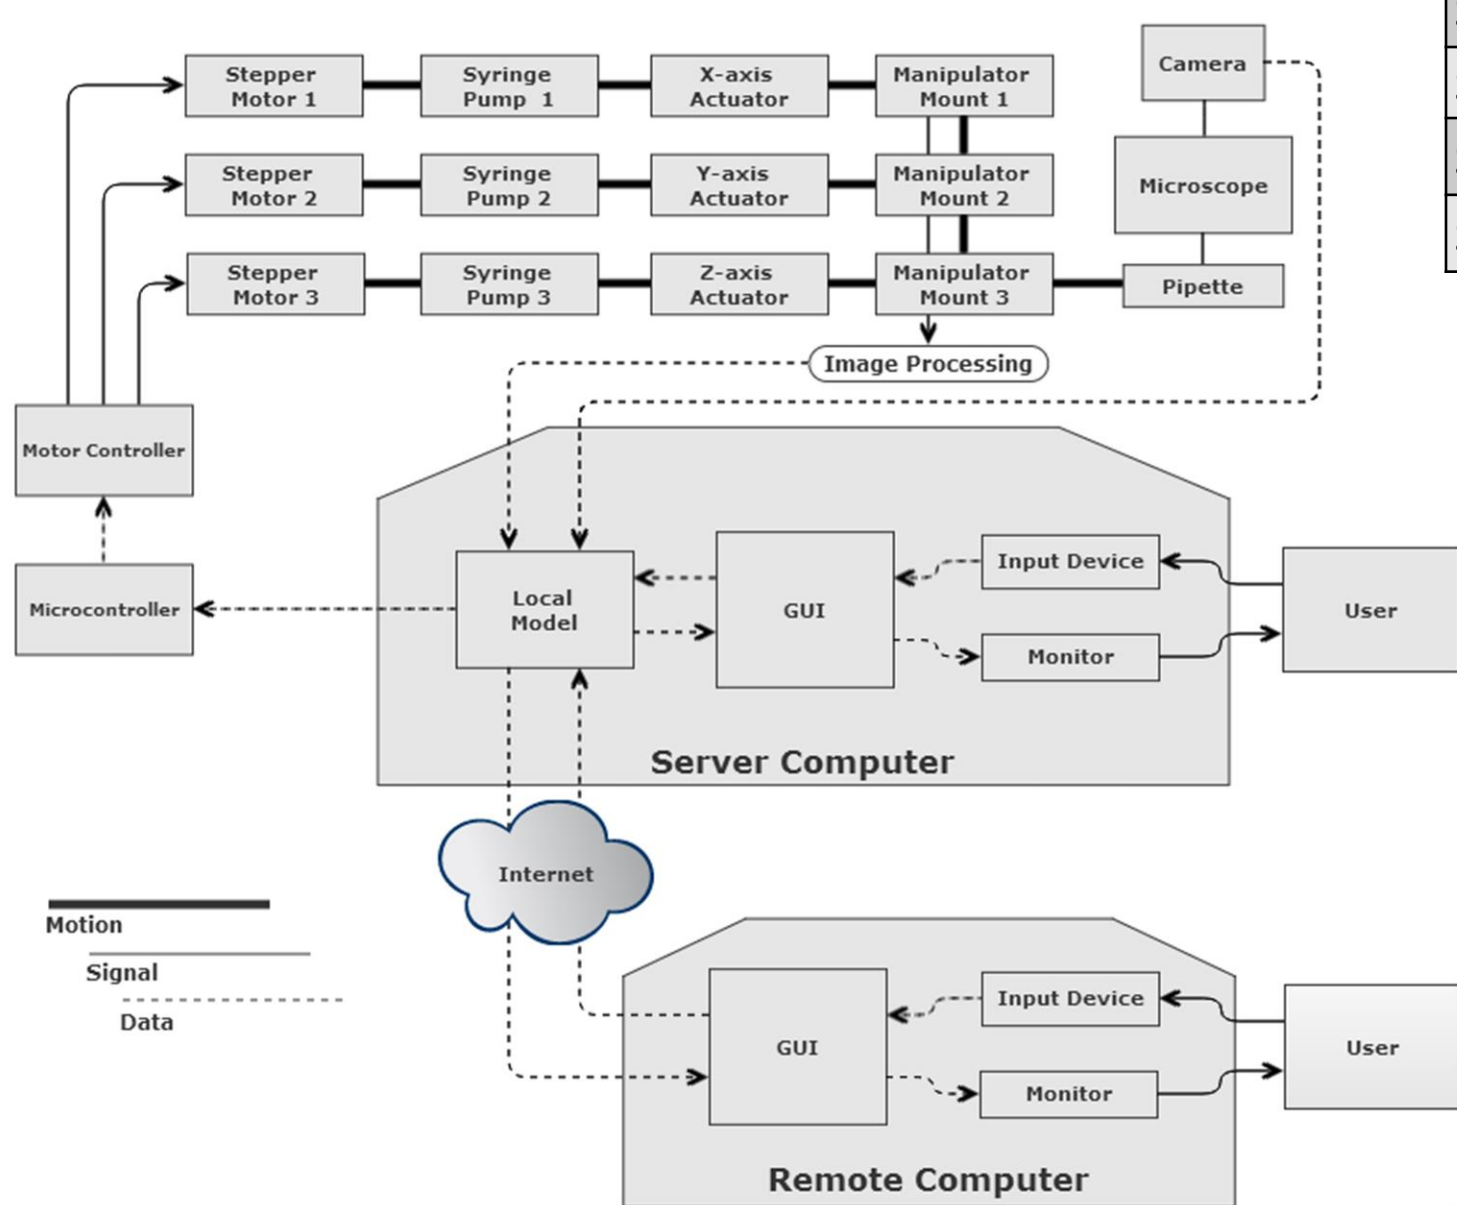 Camera
Stepper
Motor 1
Syringe
Pump 1
X-axis
Actuator
Manipulator
Mount 1
Stepper
Motor 2
Syringe
Pump 2
Y-axis
Actuator
Manipulator
Mount 2
Microscope
Stepper
Motor 3
Syringe
Pump 3
Z-axis
Actuator
Manipulator
Mount 3
Pipette
Image Processing
Motor Controller
Microcontroller
Local
Model
GUI
Input Device
Monitor
User
Server Computer
Internet
Motion
Signal
Data
GUI
Input Device
Monitor
User
Remote Computer